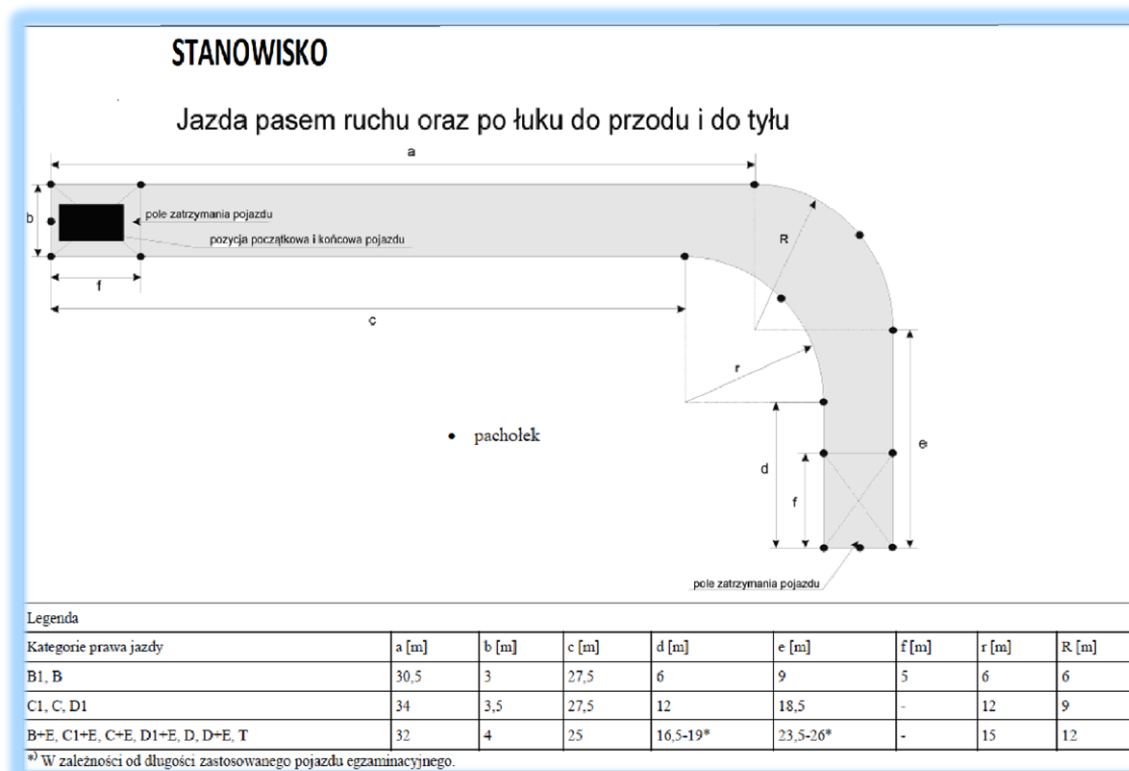 STANOWISKO
Jazda pasem ruchu oraz po łuku do przodu i do tyłu
a
b
pole zatrzymania pojazdu
pozycja początkowa i końcowa pojazdu
R
f
c
r
• pachołek
d
e
f
pole zatrzymania pojazdu
Legenda
Kategorie prawa jazdy a [m] b [m] c [m] d [m] e [m] f [m] r [m] R [m]
B1, B 30,5 3 27,5 6 9 5 6 6
C1, C, D1 34 3,5 27,5 12 18,5 - 12 9
B+E, C1+E, C+E, D1+E, D, D+E, T 32 4 25 16,5-19* 23,5-26* - 15 12
*) W zależności od długości zastosowanego pojazdu egzaminacyjnego.